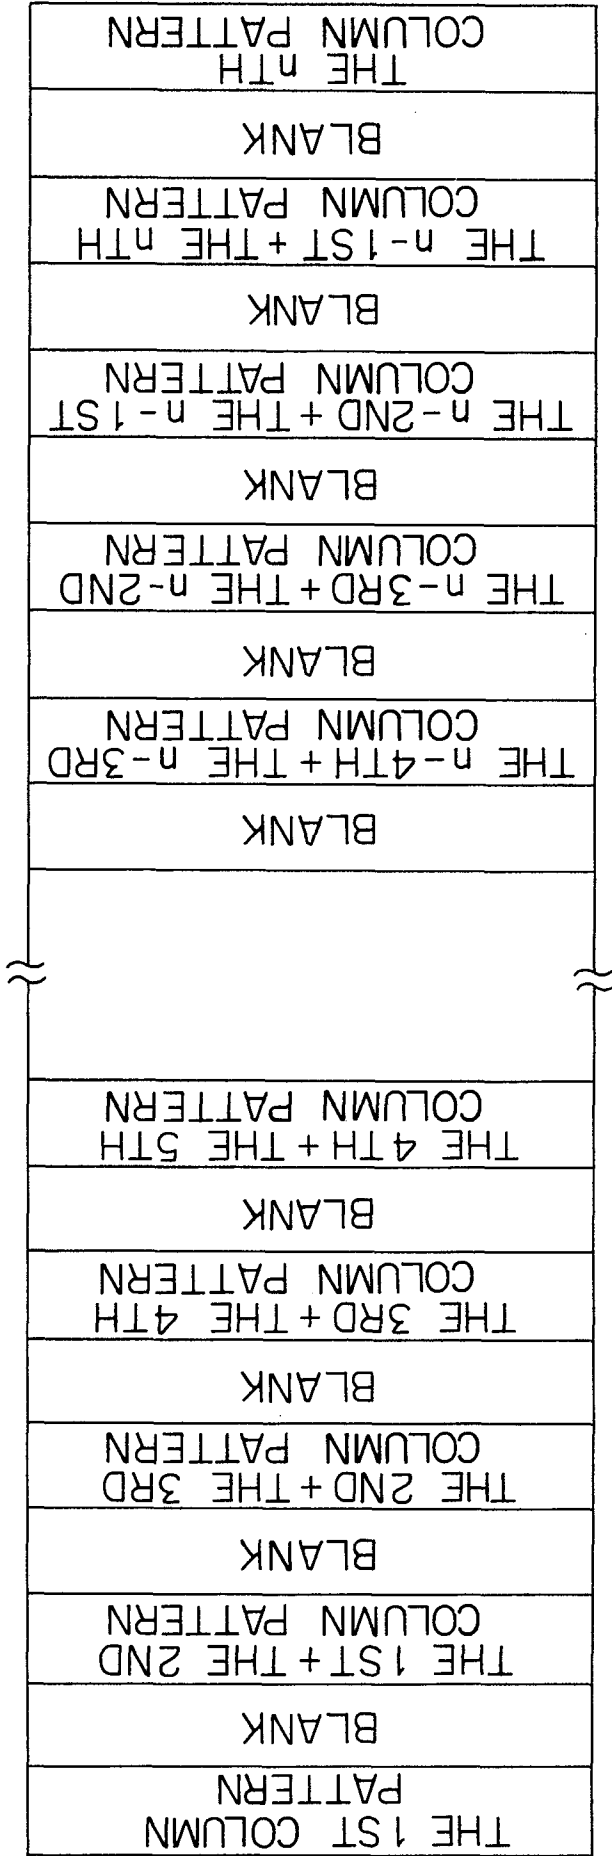 THE 1ST COLUMN
PATTERN
BLANK
THE 1ST+THE 2ND
COLUMN PATTERN
BLANK
THE 2ND+THE 3RD
COLUMN PATTERN
BLANK
THE 3RD+THE 4TH
COLUMN PATTERN
BLANK
THE 4TH+THE 5TH
COLUMN PATTERN
BLANK
THE n-4TH+THE n-3RD
COLUMN PATTERN
BLANK
THE n-3RD+THE n-2ND
COLUMN PATTERN
BLANK
THE n-2ND+THE n-1ST
COLUMN PATTERN
BLANK
THE n-1ST+THE nTH
COLUMN PATTERN
BLANK
THE nTH
COLUMN PATTERN